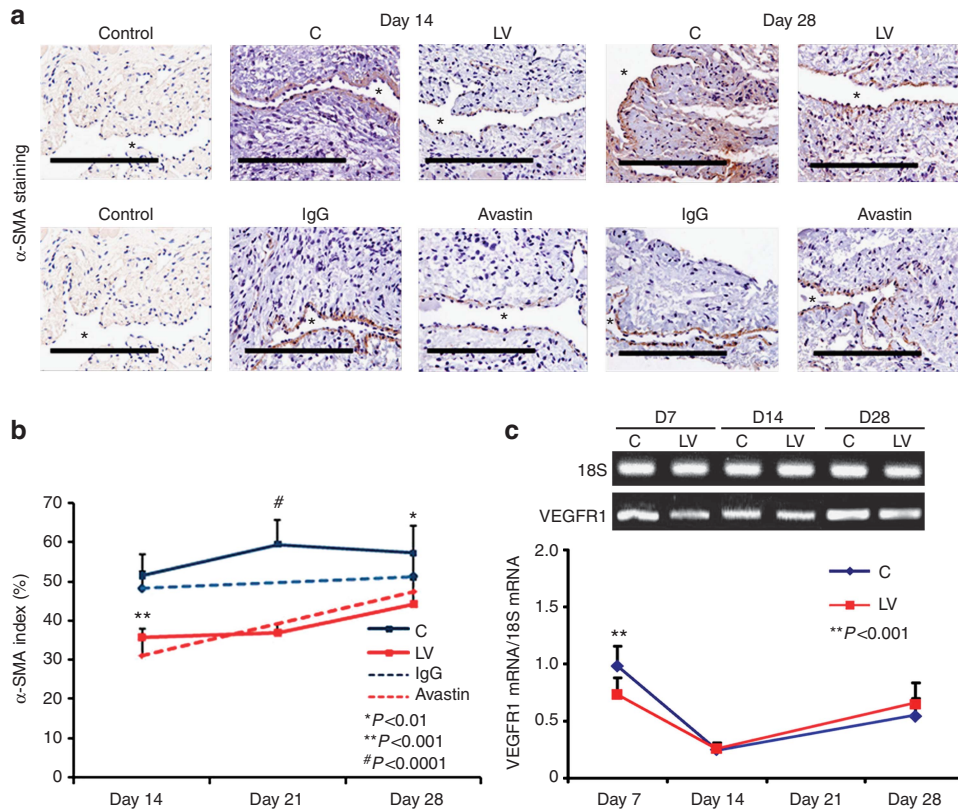 a
Day 14
Day 28
Control
C
LV
C
LV
*
*
*
*
*
α-SMA staining
Control
IgG
Avastin
IgG
Avastin
*
*
*
*
*
b
70
60
50
40
30
20
10
0
α-SMA index (%)
**
#
*
C
LV
IgG
Avastin
*P<0.01
**P<0.001
#P<0.0001
Day 14
Day 21
Day 28
c
D7
D14
D28
C
LV
C
LV
C
LV
18S
VEGFR1
2.0
1.5
1.0
0.5
0
VEGFR1 mRNA/18S mRNA
**
C
LV
**P<0.001
Day 7
Day 14
Day 21
Day 28